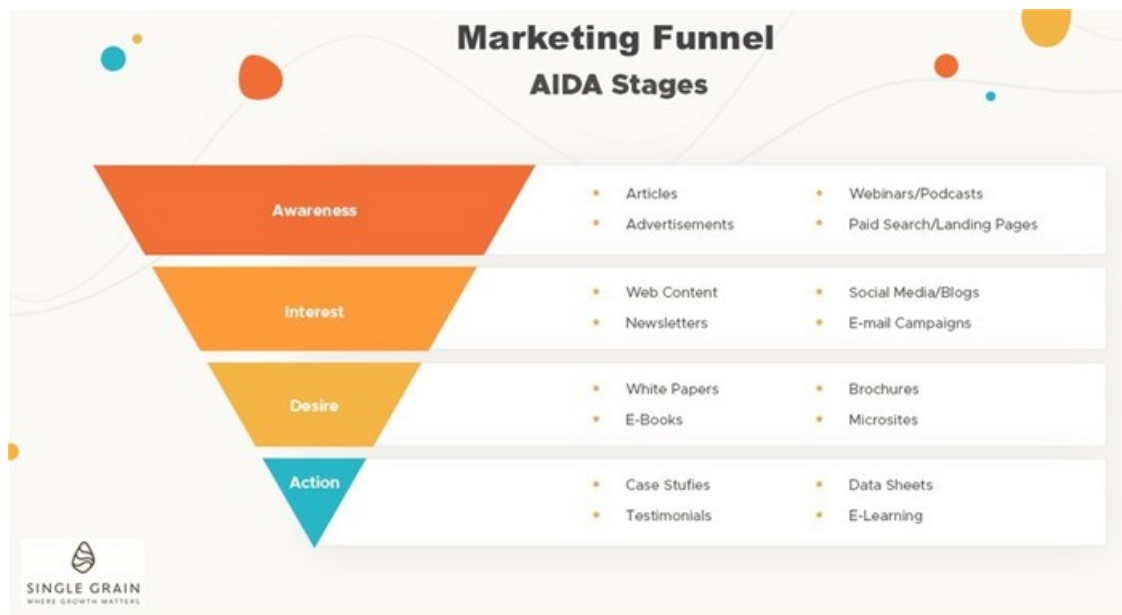 Marketing Funnel
AIDA Stages
Awareness
Articles
Webinars/Podcasts
Advertisements
Paid Search/Landing Pages
Interest
Web Content
Social Media/Blogs
Newsletters
E-mail Campaigns
Desire
White Papers
Brochures
E-Books
Microsites
Action
Case Stufies
Data Sheets
Testimonials
E-Learning
SINGLE GRAIN
WHERE GROWTH MATTERS